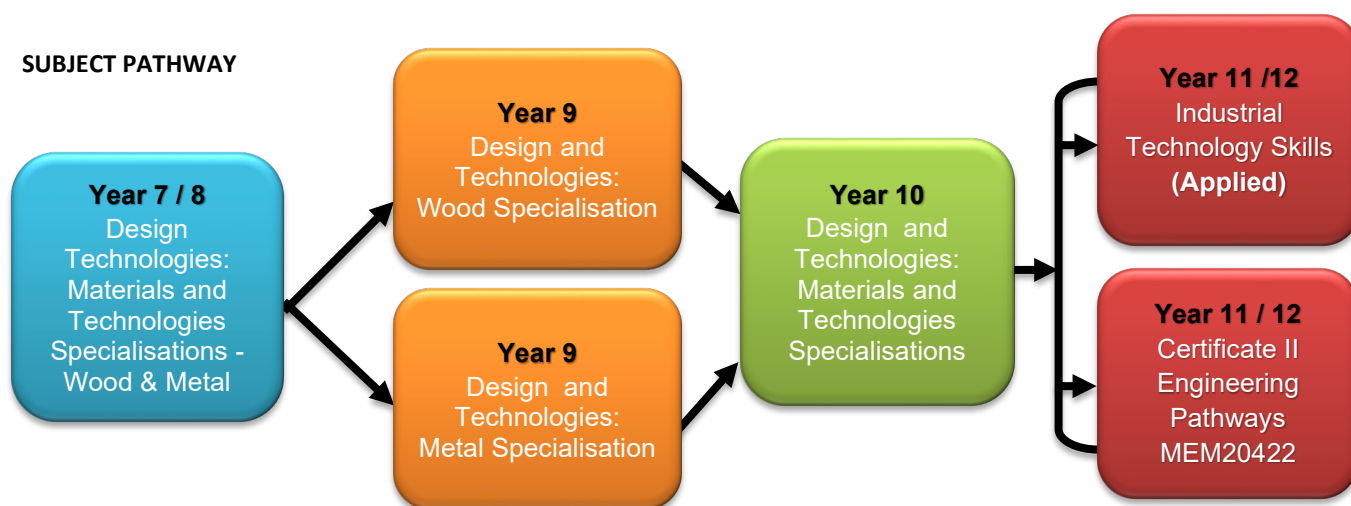 SUBJECT PATHWAY
Year 7 / 8
Design
Technologies:
Materials and
Technologies
Specialisations -
Wood & Metal
Year 9
Design and
Technologies:
Wood Specialisation
Year 9
Design and
Technologies:
Metal Specialisation
Year 10
Design and
Technologies:
Materials and
Technologies
Specialisations
Year 11 /12
Industrial
Technology Skills
(Applied)
Year 11 / 12
Certificate II
Engineering
Pathways
MEM20422